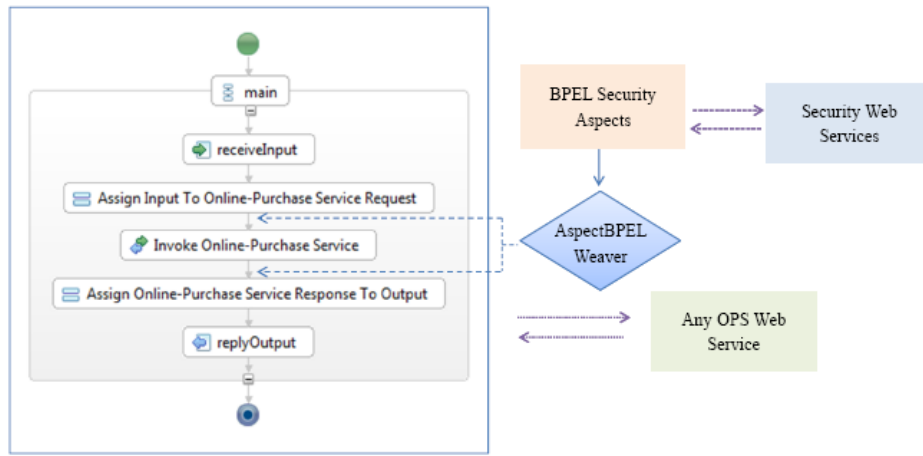 main
receiveInput
Assign Input To Online-Purchase Service Request
Invoke Online-Purchase Service
Assign Online-Purchase Service Response To Output
replyOutput
BPEL Security
Aspects
Security Web
Services
AspectBPEL
Weaver
Any OPS Web
Service